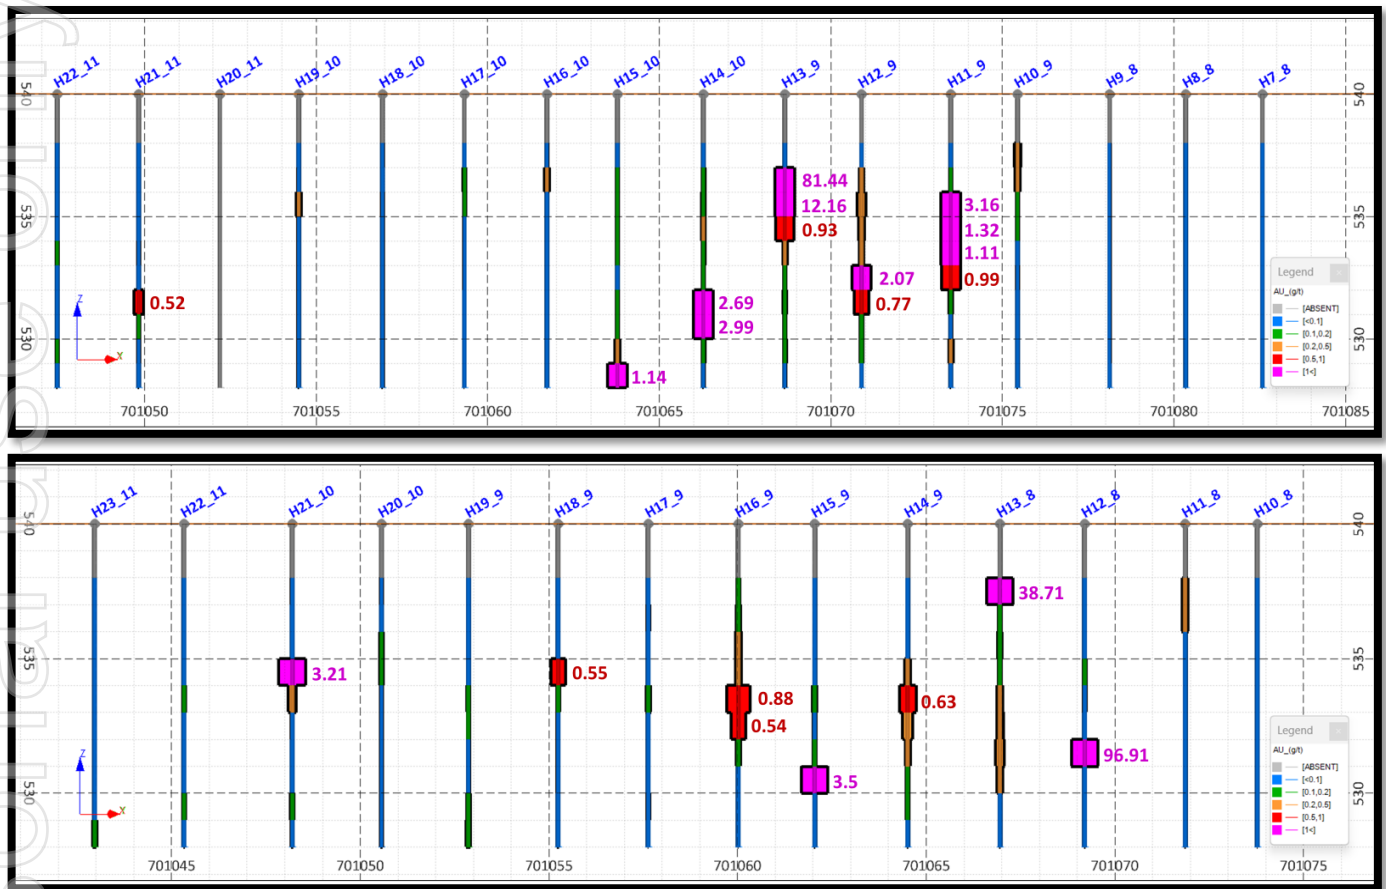 H22_11 H21_11 H20_11 H19_10 H18_10 H17_10 H16_10 H15_10 H14_10 H13_9 H12_9 H11_9 H10_9 H9_8 H8_8 H7_8
540 540
81.44
12.16
0.93
3.16
1.32
1.11
0.99
535 535
2.07
0.77
0.52
2.69
2.99
530 530
1.14
Z
X
Legend
AU_(g/t)
[ABSENT]
[<0.1]
[0.1,0.2]
[0.2,0.5]
[0.5,1]
[1<]
701050 701055 701060 701065 701070 701075 701080 701085
H23_11 H22_11 H21_10 H20_10 H19_9 H18_9 H17_9 H16_9 H15_9 H14_9 H13_8 H12_8 H11_8 H10_8
540 540
38.71
535 535
3.21
0.55
0.88
0.54
0.63
96.91
3.5
530 530
Z
X
Legend
AU_(g/t)
[ABSENT]
[<0.1]
[0.1,0.2]
[0.2,0.5]
[0.5,1]
[1<]
701045 701050 701055 701060 701065 701070 701075